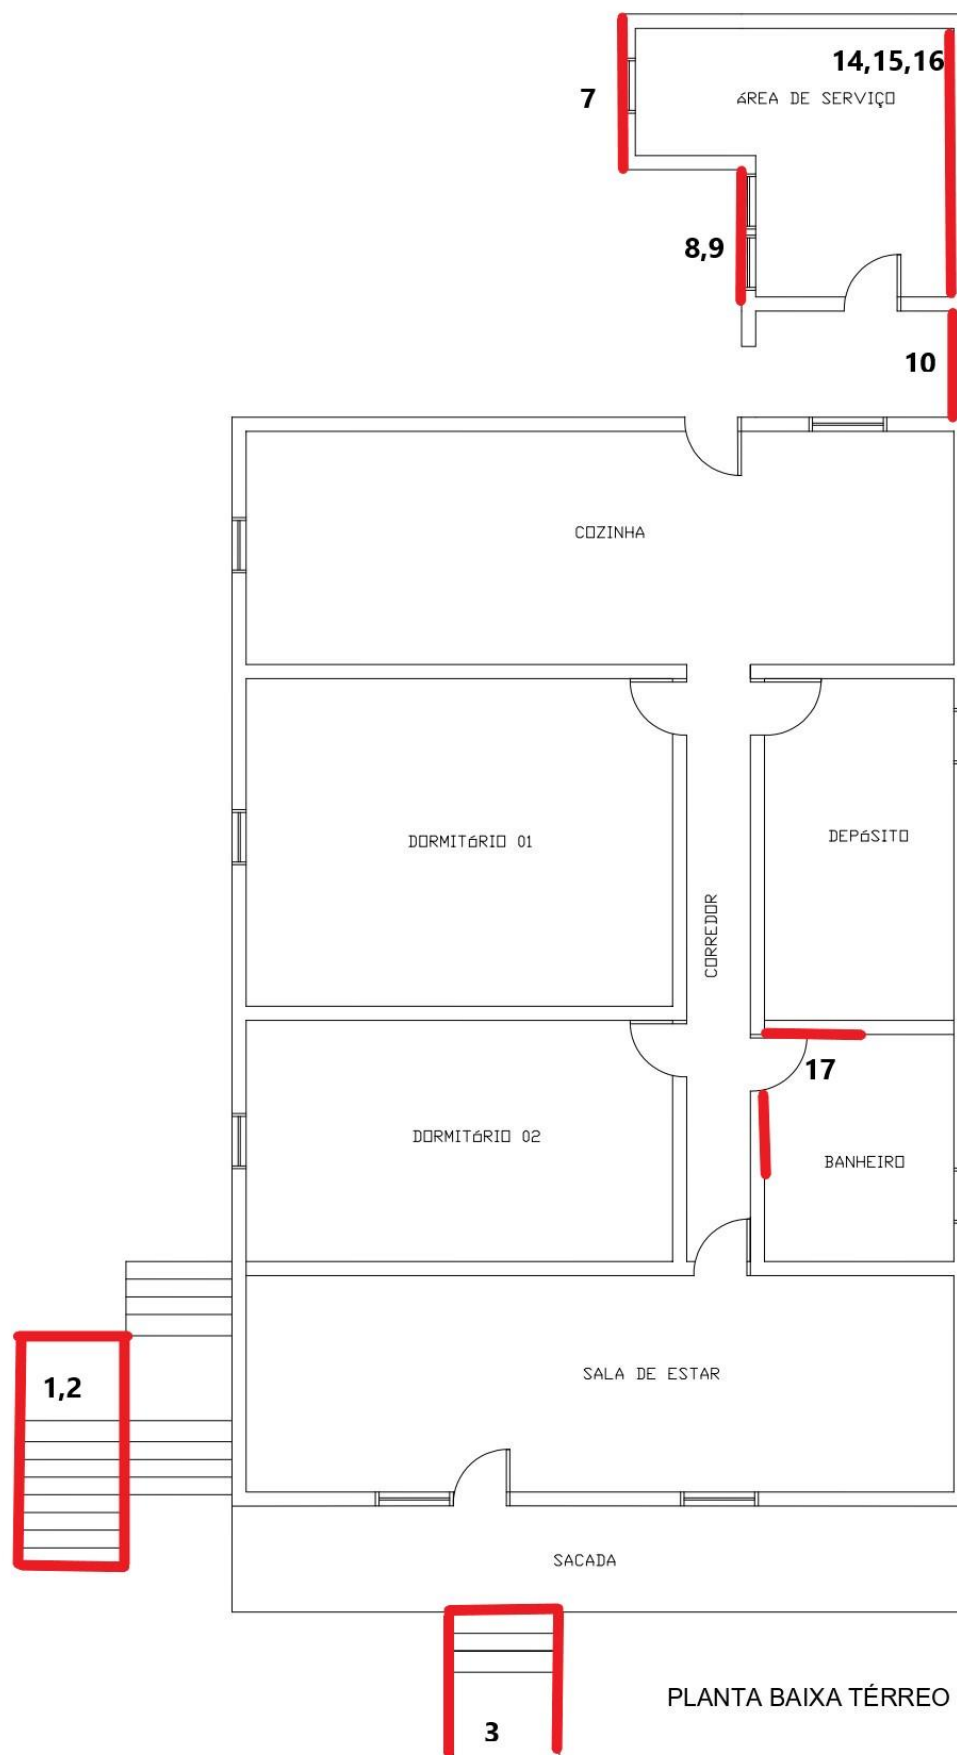 14,15,16
7
ÁREA DE SERVIÇO
8,9
10
COZINHA
DORMITÓRIO 01
DEPÓSITO
CORREDOR
17
DORMITÓRIO 02
BANHEIRO
SALA DE ESTAR
1,2
SACADA
PLANTA BAIXA TÉRREO
3